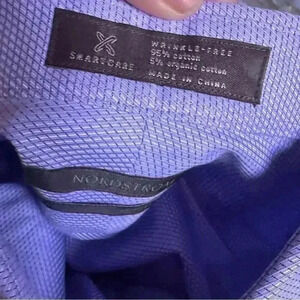 SMARTCARE
WRINKLE-FREE
95% cotton
5% organic cotton
MADE IN CHINA
NORDSTROM